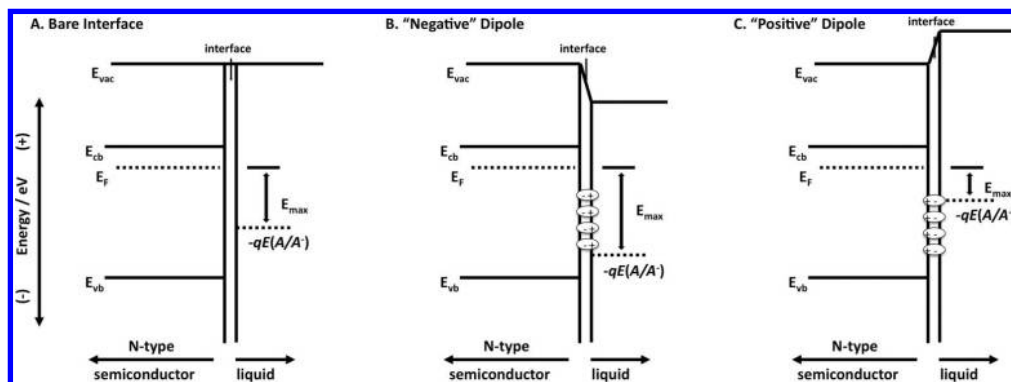 A. Bare Interface
interface
E_vac
E_cb
E_F
E_max
-qE(A/A⁻)
E_vb
N-type
semiconductor
liquid
Energy / eV
(+)
(-)
B. “Negative” Dipole
interface
E_vac
E_cb
E_F
- +
- +
- +
- +
E_max
-qE(A/A⁻)
E_vb
N-type
semiconductor
liquid
C. “Positive” Dipole
interface
E_vac
E_cb
E_F
E_max
-qE(A/A⁻)
E_vb
N-type
semiconductor
liquid